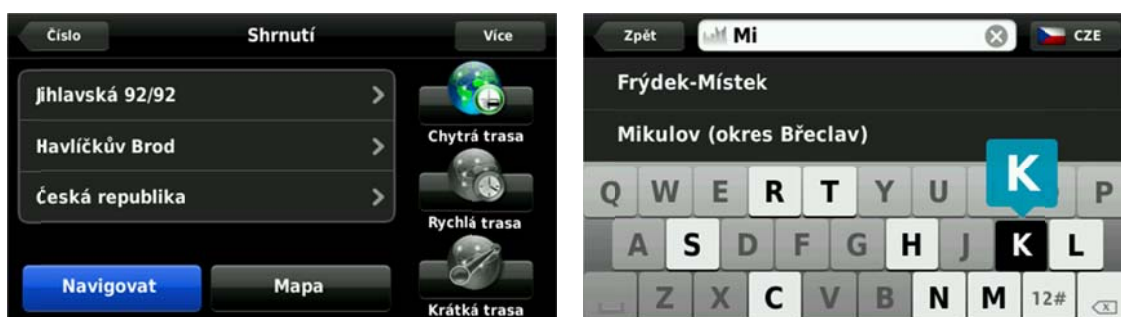 Číslo
Shrnutí
Více
Jihlavská 92/92
Havlíčkův Brod
Česká republika
Chytrá trasa
Rychlá trasa
Krátká trasa
Navigovat
Mapa
Zpět
Mi
CZE
Frýdek-Místek
Mikulov (okres Břeclav)
K
Q W E R T Y U P
A S D F G H J K L
Z X C V B N M 12#